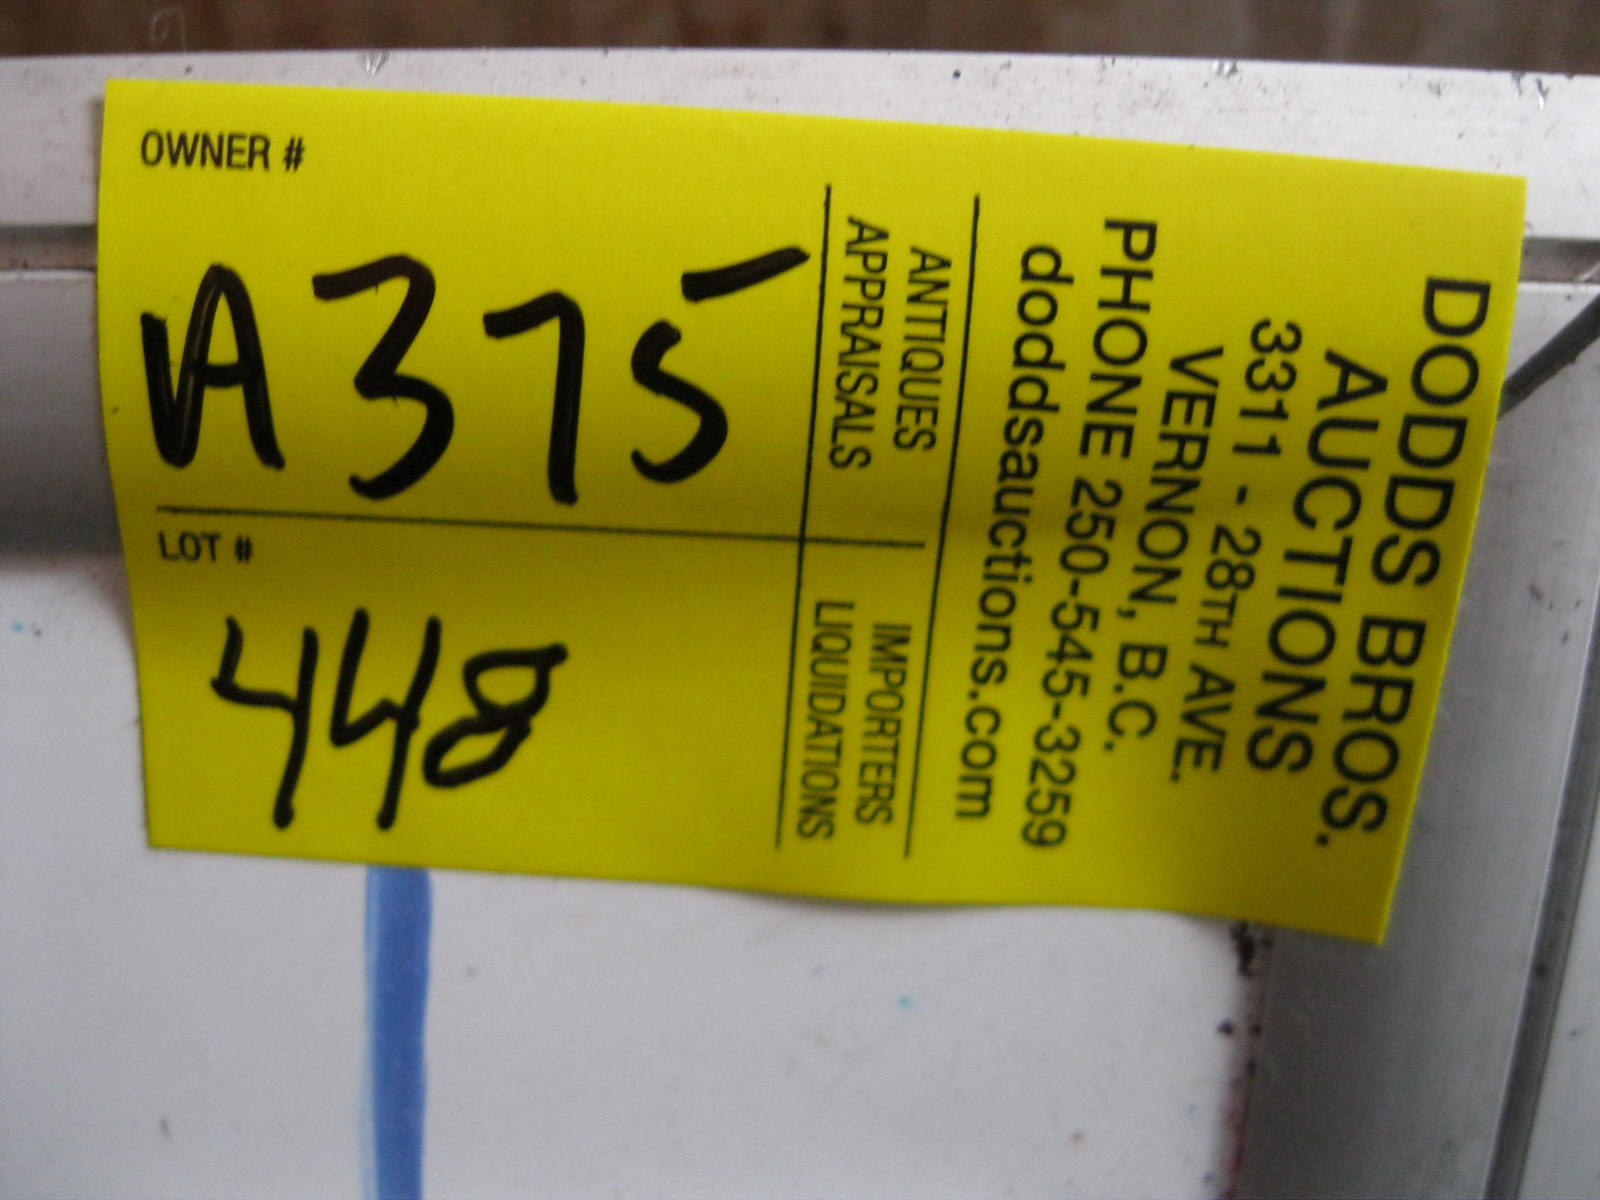 OWNER #
A375
LOT #
448
ANTIQUES
APPRAISALS
IMPORTERS
LIQUIDATIONS
DODDS BROS.
AUCTIONS
3311 - 28TH AVE.
VERNON, B.C.
PHONE 250-545-3259
doddsauctions.com